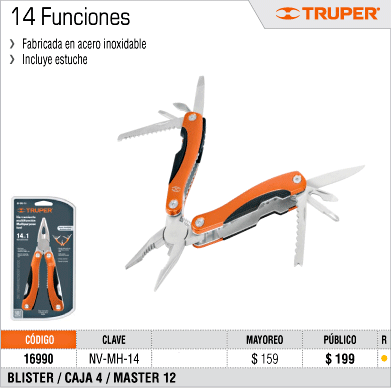 14 Funciones
TRUPER®
› Fabricada en acero inoxidable
› Incluye estuche
TRUPER
14 en 1
CÓDIGO CLAVE MAYOREO PÚBLICO R
16990 NV-MH-14 $ 159 $ 199
BLISTER / CAJA 4 / MASTER 12